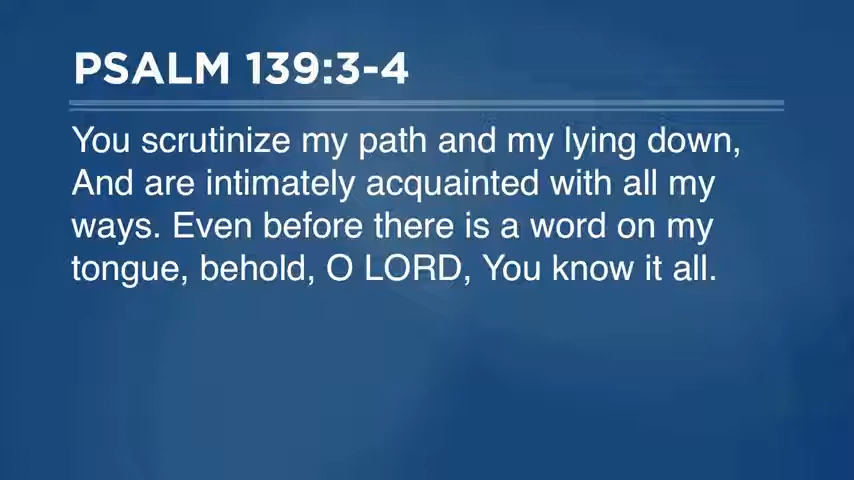 PSALM 139:3-4
You scrutinize my path and my lying down,
And are intimately acquainted with all my
ways. Even before there is a word on my
tongue, behold, O LORD, You know it all.